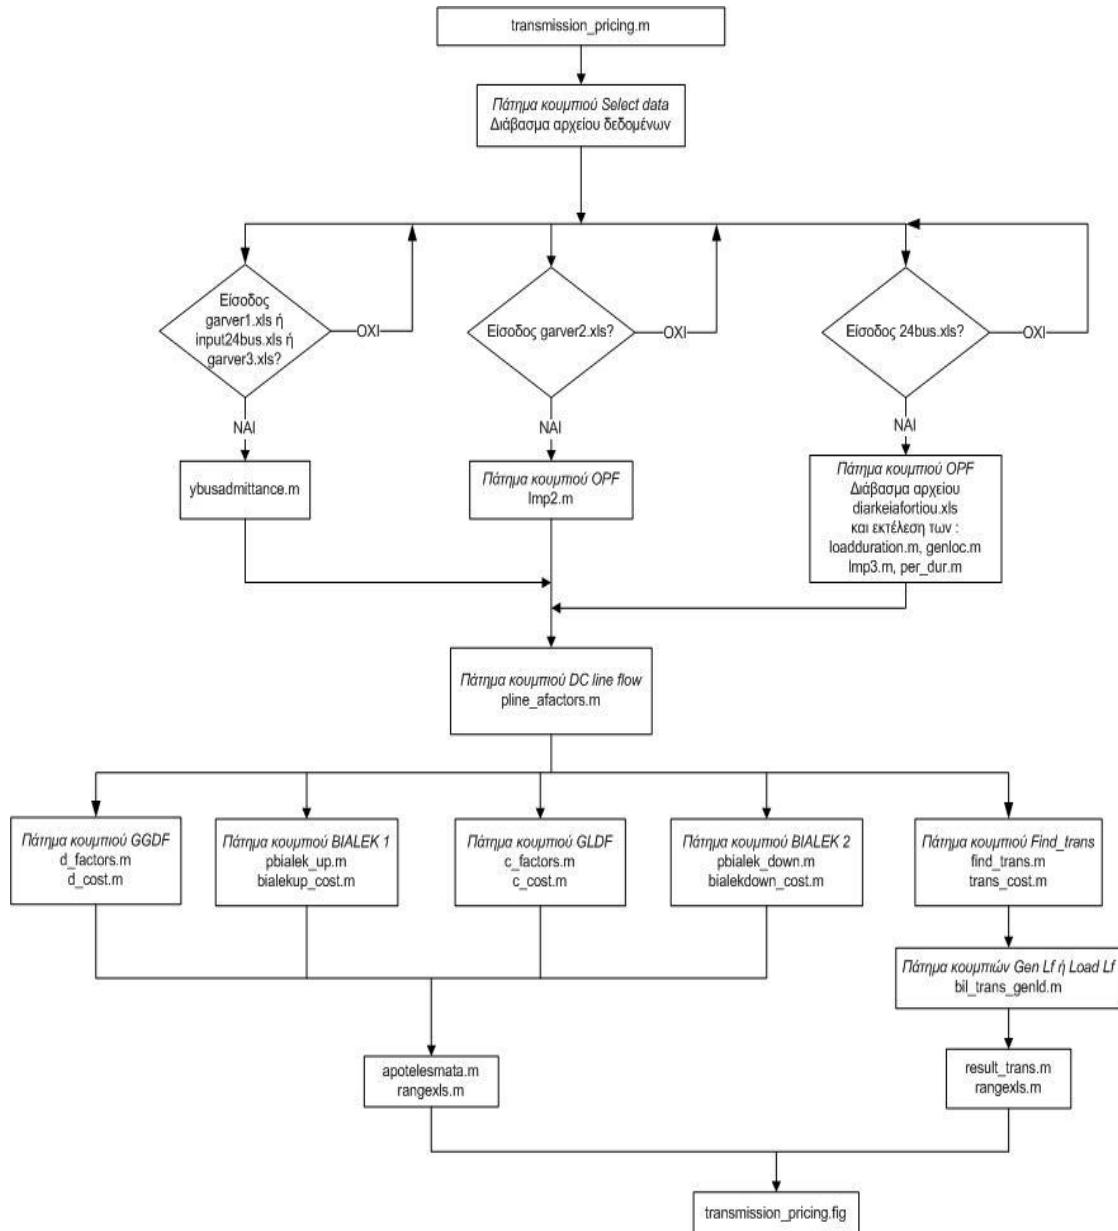 transmission_pricing.m
Πάτημα κουμπιού Select data
Διάβασμα αρχείου δεδομένων
Είσοδος
garver1.xls ή
input24bus.xls ή
garver3.xls?
ΟΧΙ
Είσοδος garver2.xls?
ΟΧΙ
Είσοδος 24bus.xls?
ΟΧΙ
ΝΑΙ
ΝΑΙ
ΝΑΙ
ybusadmittance.m
Πάτημα κουμπιού OPF
lmp2.m
Πάτημα κουμπιού OPF
Διάβασμα αρχείου
diarkeiafortiou.xls
και εκτέλεση των :
loadduration.m, genloc.m
lmp3.m, per_dur.m
Πάτημα κουμπιού DC line flow
pline_afactors.m
Πάτημα κουμπιού GGDF
d_factors.m
d_cost.m
Πάτημα κουμπιού BIALEK 1
pbialek_up.m
bialekup_cost.m
Πάτημα κουμπιού GLDF
c_factors.m
c_cost.m
Πάτημα κουμπιού BIALEK 2
pbialek_down.m
bialekdown_cost.m
Πάτημα κουμπιού Find_trans
find_trans.m
trans_cost.m
Πάτημα κουμπιών Gen Lf ή Load Lf
bil_trans_genld.m
apotelesmata.m
rangexls.m
result_trans.m
rangexls.m
transmission_pricing.fig